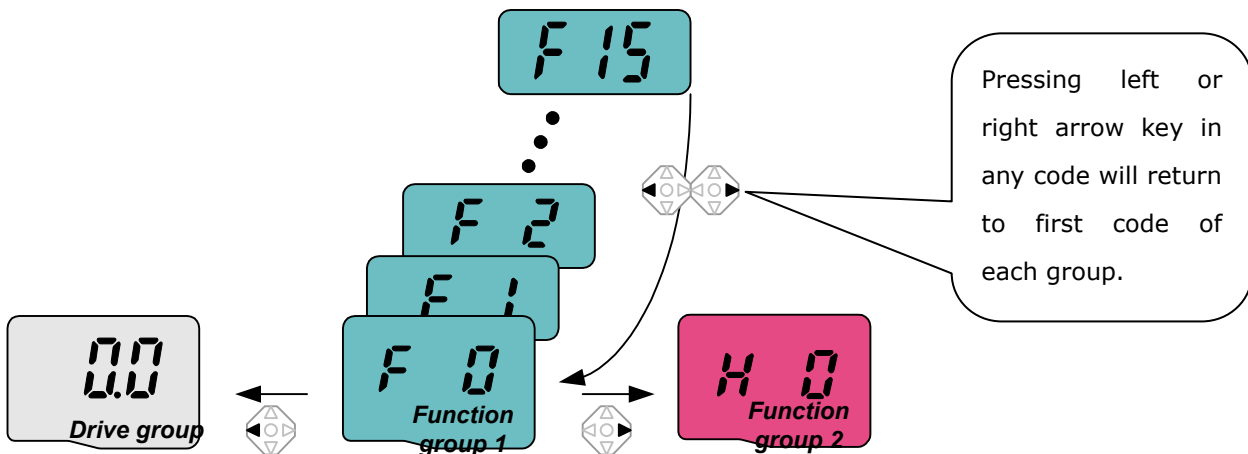 F 15
Pressing left or
right arrow key in
any code will return
to first code of
each group.
F 2
F 1
0.0
Drive group
F 0
Function
group 1
H 0
Function
group 2